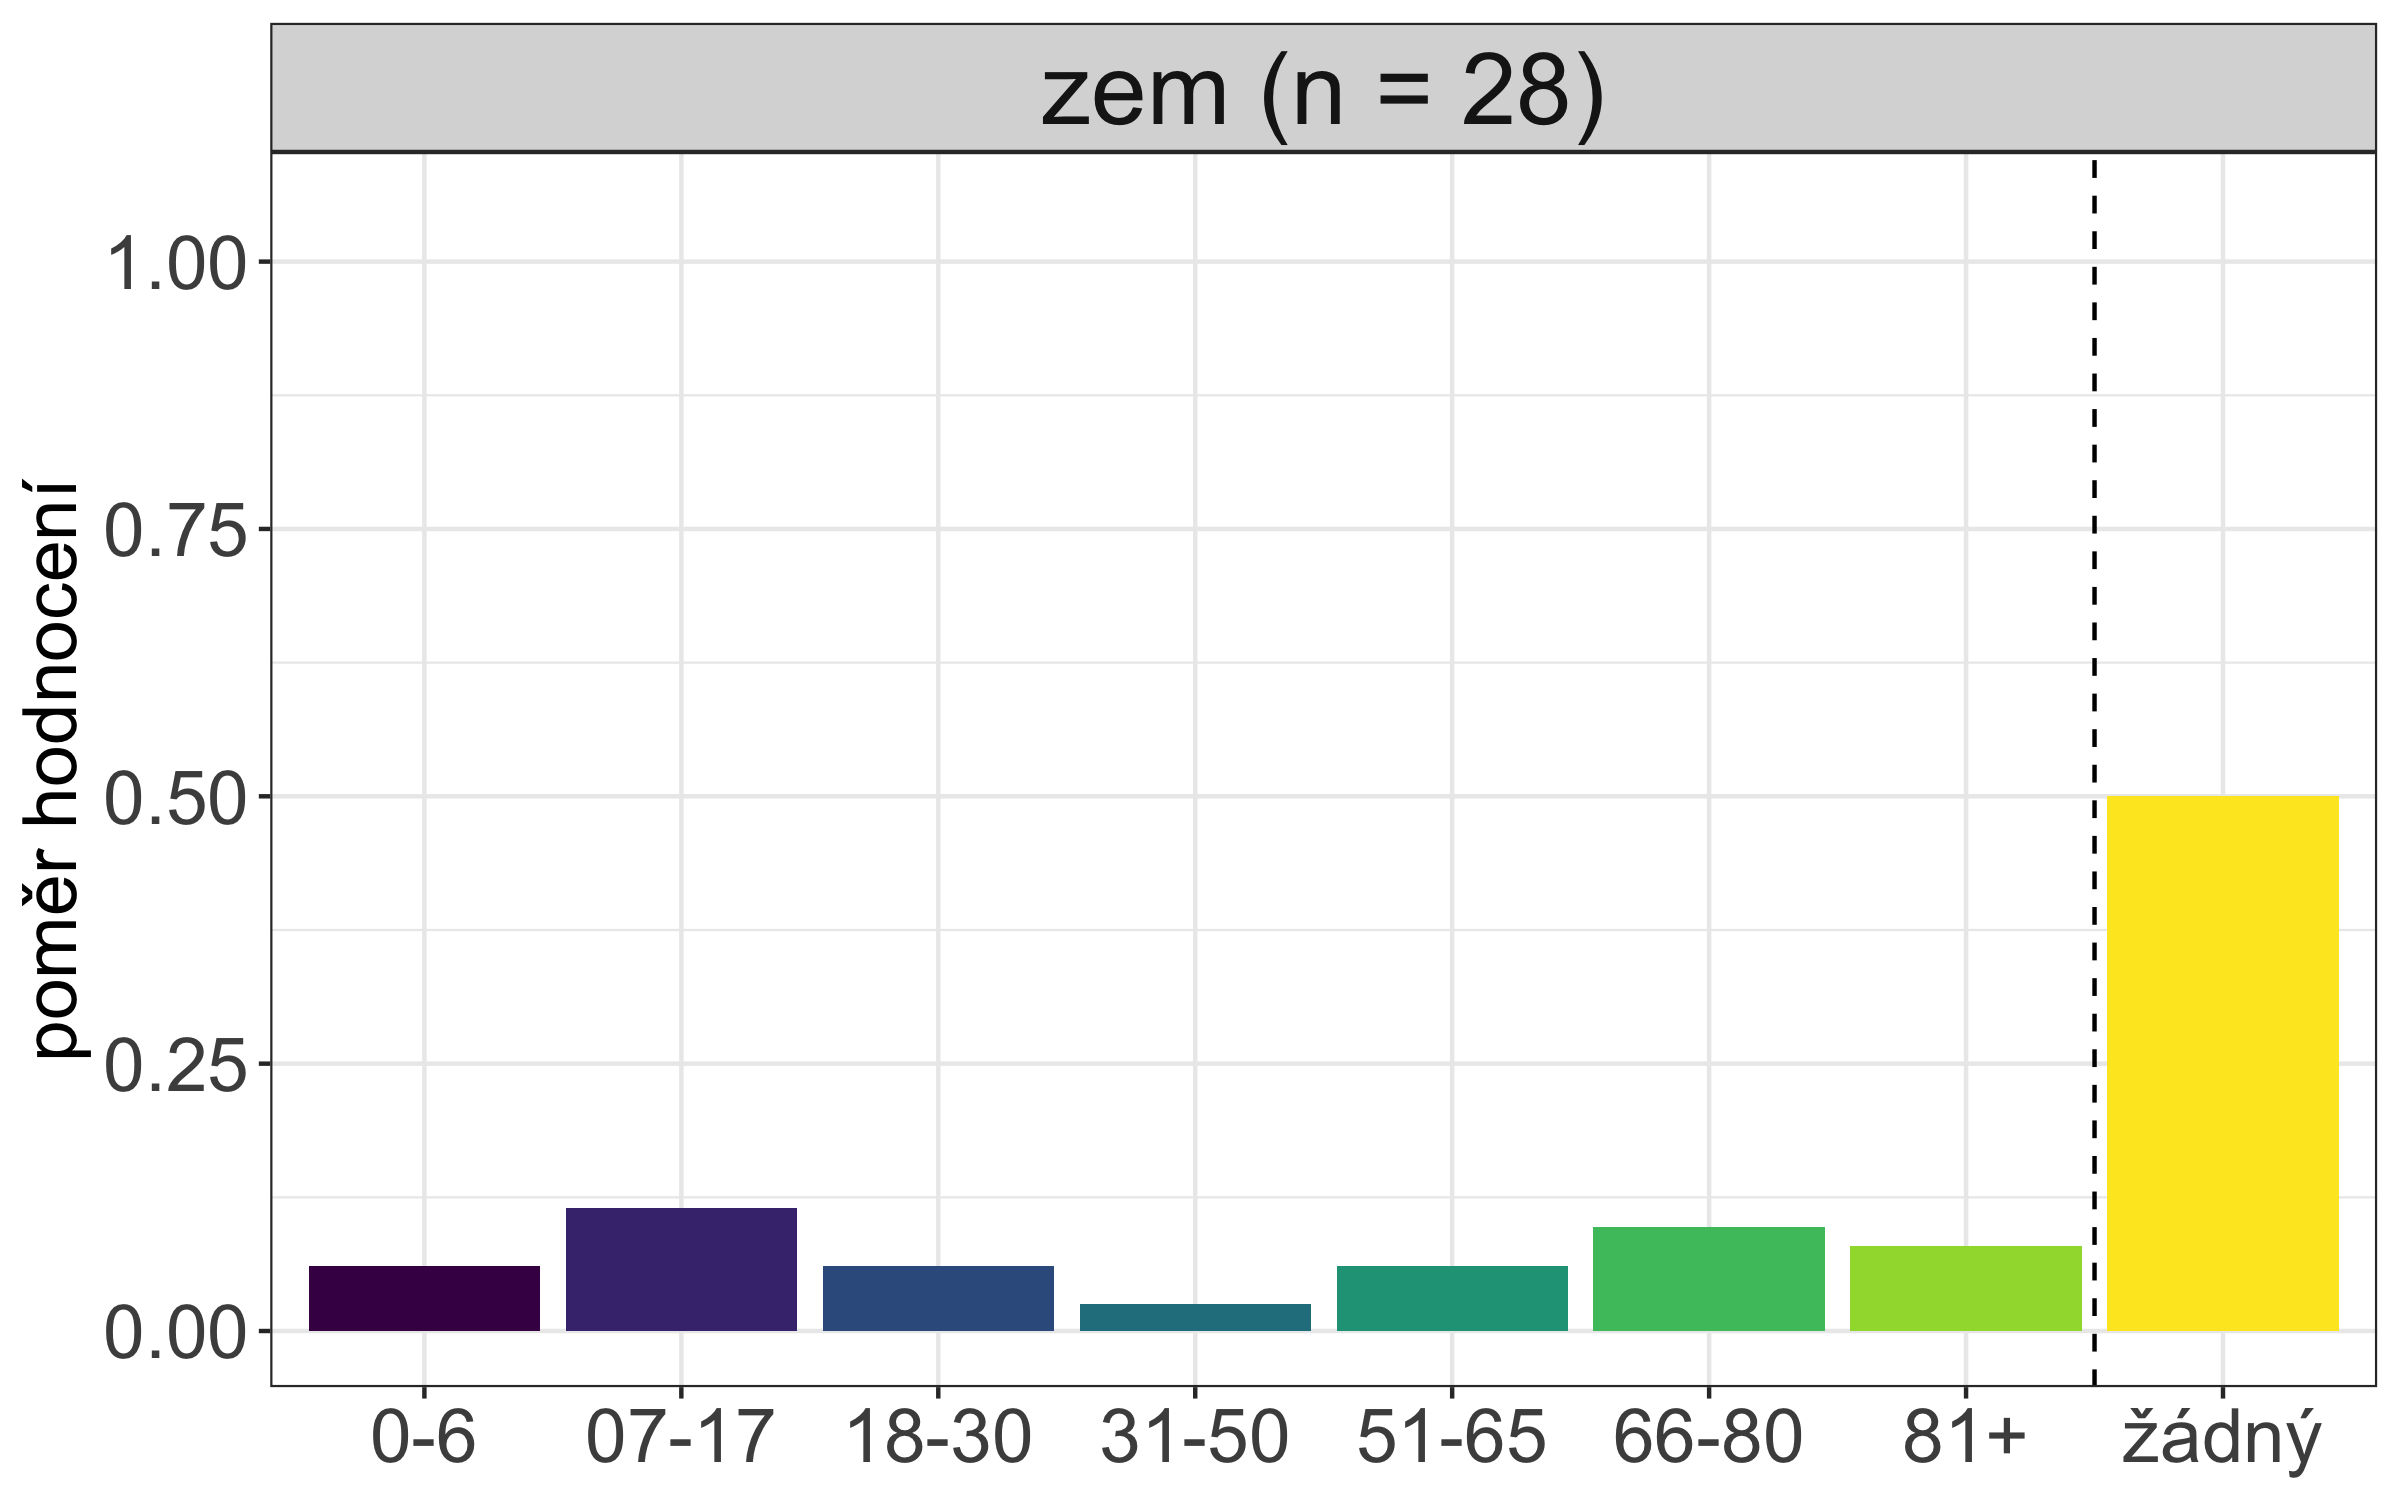 zem (n = 28)
poměr hodnocení
1.00
0.75
0.50
0.25
0.00
0-6 07-17 18-30 31-50 51-65 66-80 81+ žádný